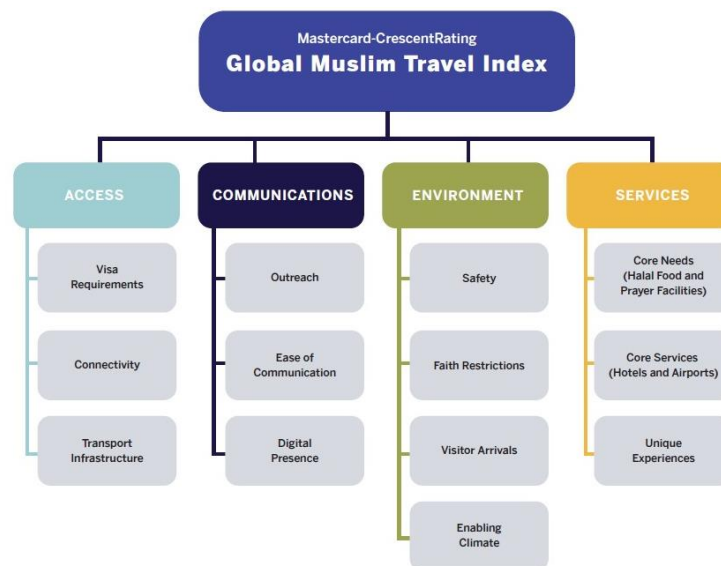 Mastercard-CrescentRating
Global Muslim Travel Index
ACCESS
Visa
Requirements
Connectivity
Transport
Infrastructure
COMMUNICATIONS
Outreach
Ease of
Communication
Digital
Presence
ENVIRONMENT
Safety
Faith Restrictions
Visitor Arrivals
Enabling
Climate
SERVICES
Core Needs
(Halal Food and
Prayer Facilities)
Core Services
(Hotels and Airports)
Unique
Experiences